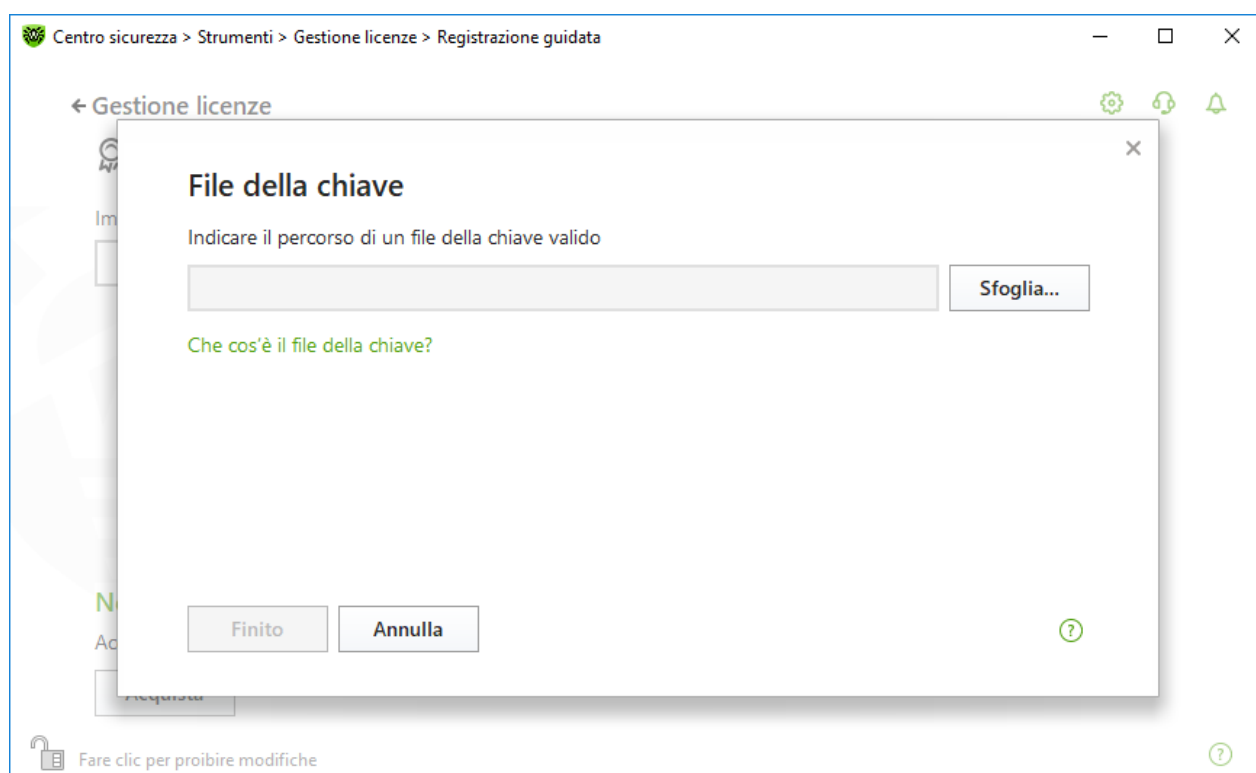 Centro sicurezza > Strumenti > Gestione licenze > Registrazione guidata
Gestione licenze
File della chiave
Indicare il percorso di un file della chiave valido
Sfoglia...
Che cos'è il file della chiave?
Finito
Annulla
Acquista
Fare clic per proibire modifiche